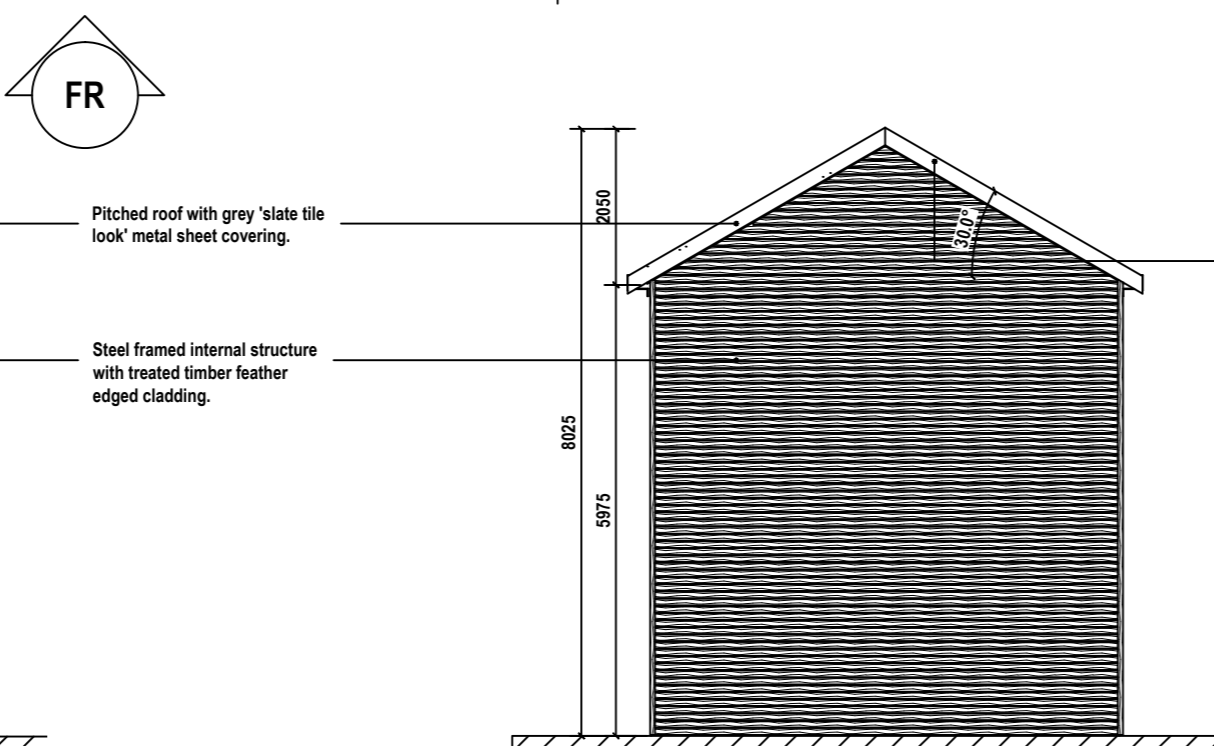 FR
Pitched roof with grey 'slate tile
look' metal sheet covering.
Steel framed internal structure
with treated timber feather
edged cladding.
2050
30.0°
8025
5975